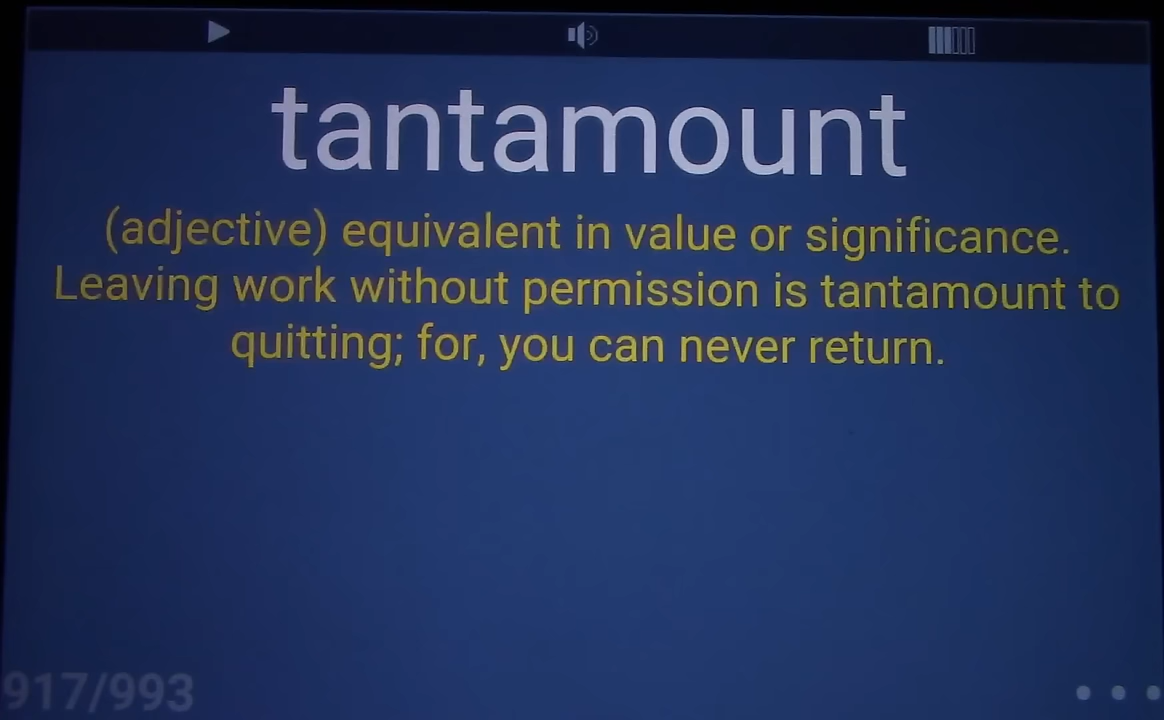 tantamount
(adjective) equivalent in value or significance.
Leaving work without permission is tantamount to
quitting; for, you can never return.
917/993